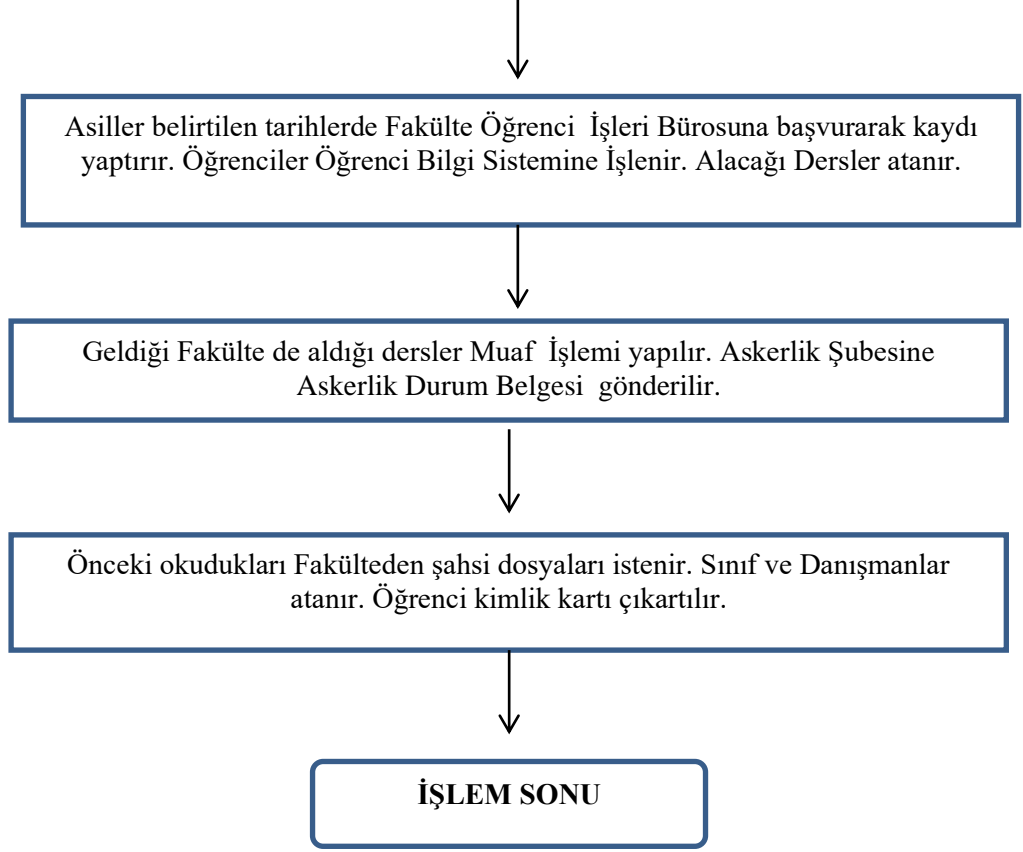 Asiller belirtilen tarihlerde Fakülte Öğrenci  İşleri Bürosuna başvurarak kaydı
yaptırır. Öğrenciler Öğrenci Bilgi Sistemine İşlenir. Alacağı Dersler atanır.
Geldiği Fakülte de aldığı dersler Muaf  İşlemi yapılır. Askerlik Şubesine
Askerlik Durum Belgesi  gönderilir.
Önceki okudukları Fakülteden şahsi dosyaları istenir. Sınıf ve Danışmanlar
atanır. Öğrenci kimlik kartı çıkartılır.
İŞLEM SONU